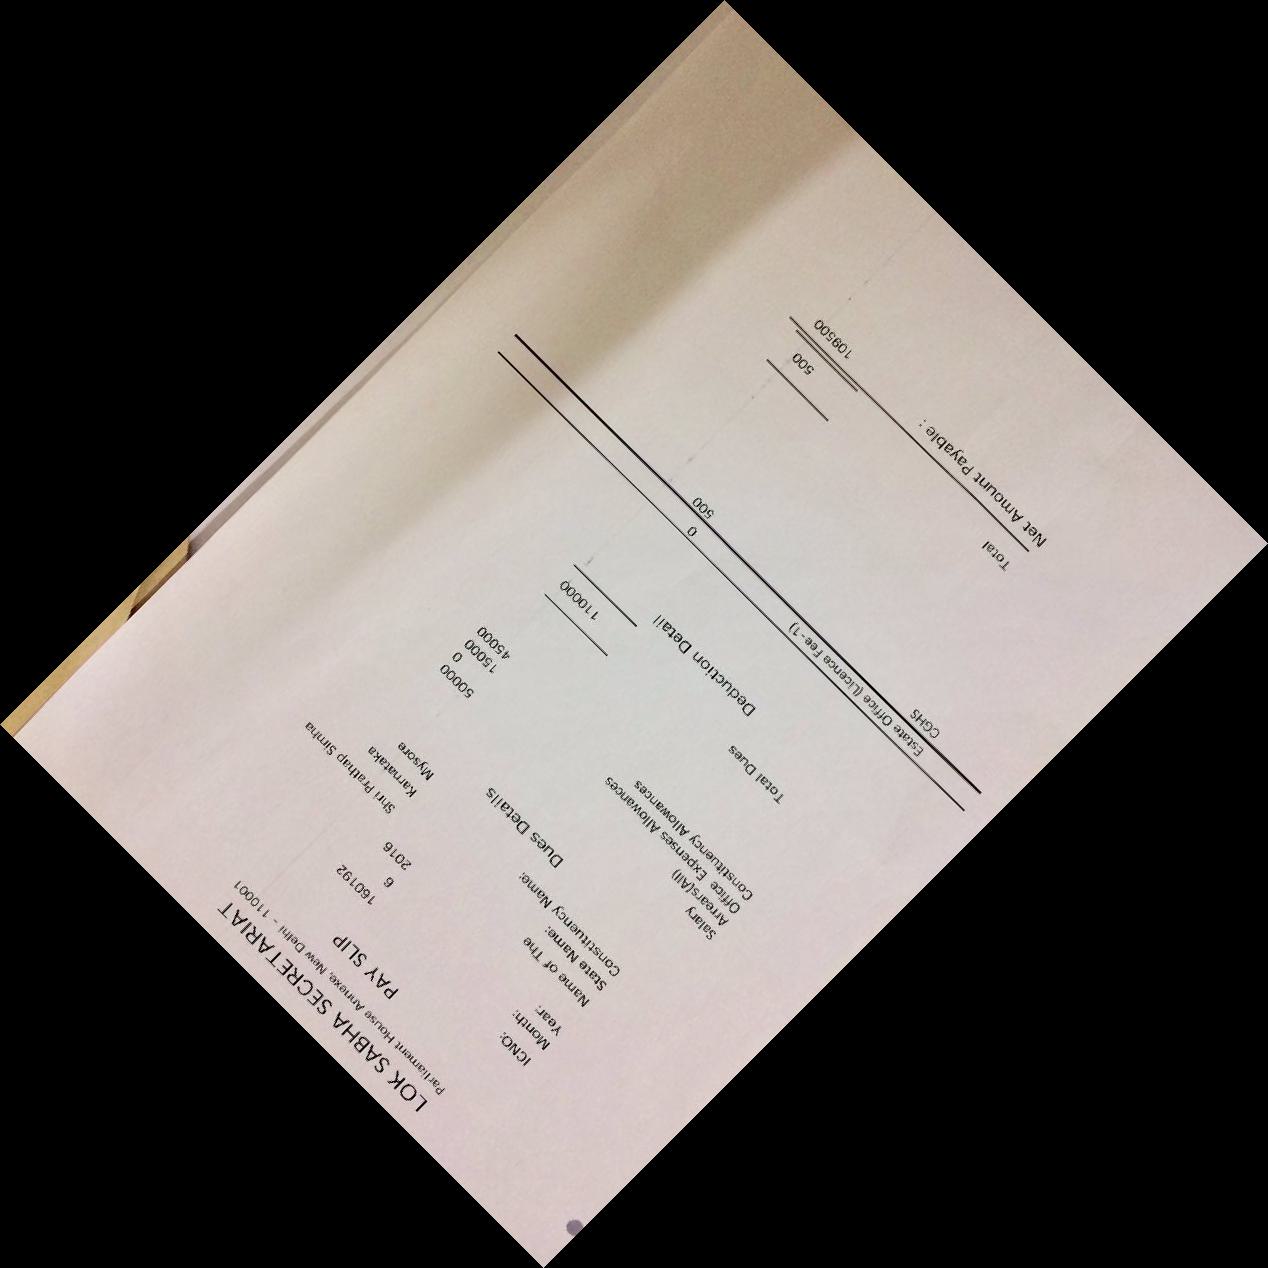 LOK SABHA SECRETARIAT
Parliament House Annexe, New Delhi - 110001
PAY SLIP
ICNO: 160192
Month: 6
Year: 2016
Name of The Shri Prathap Simha
State Name: Karnataka
Constituency Name: Mysore
Dues Details
Salary 50000
Arrears(All) 0
Office Expenses Allowances 15000
Constituency Allowances 45000
Total Dues 110000
Deduction Detail
Estate Office (Licence Fee-1) 0
CGHS 500
Total 500
Net Amount Payable : 109500